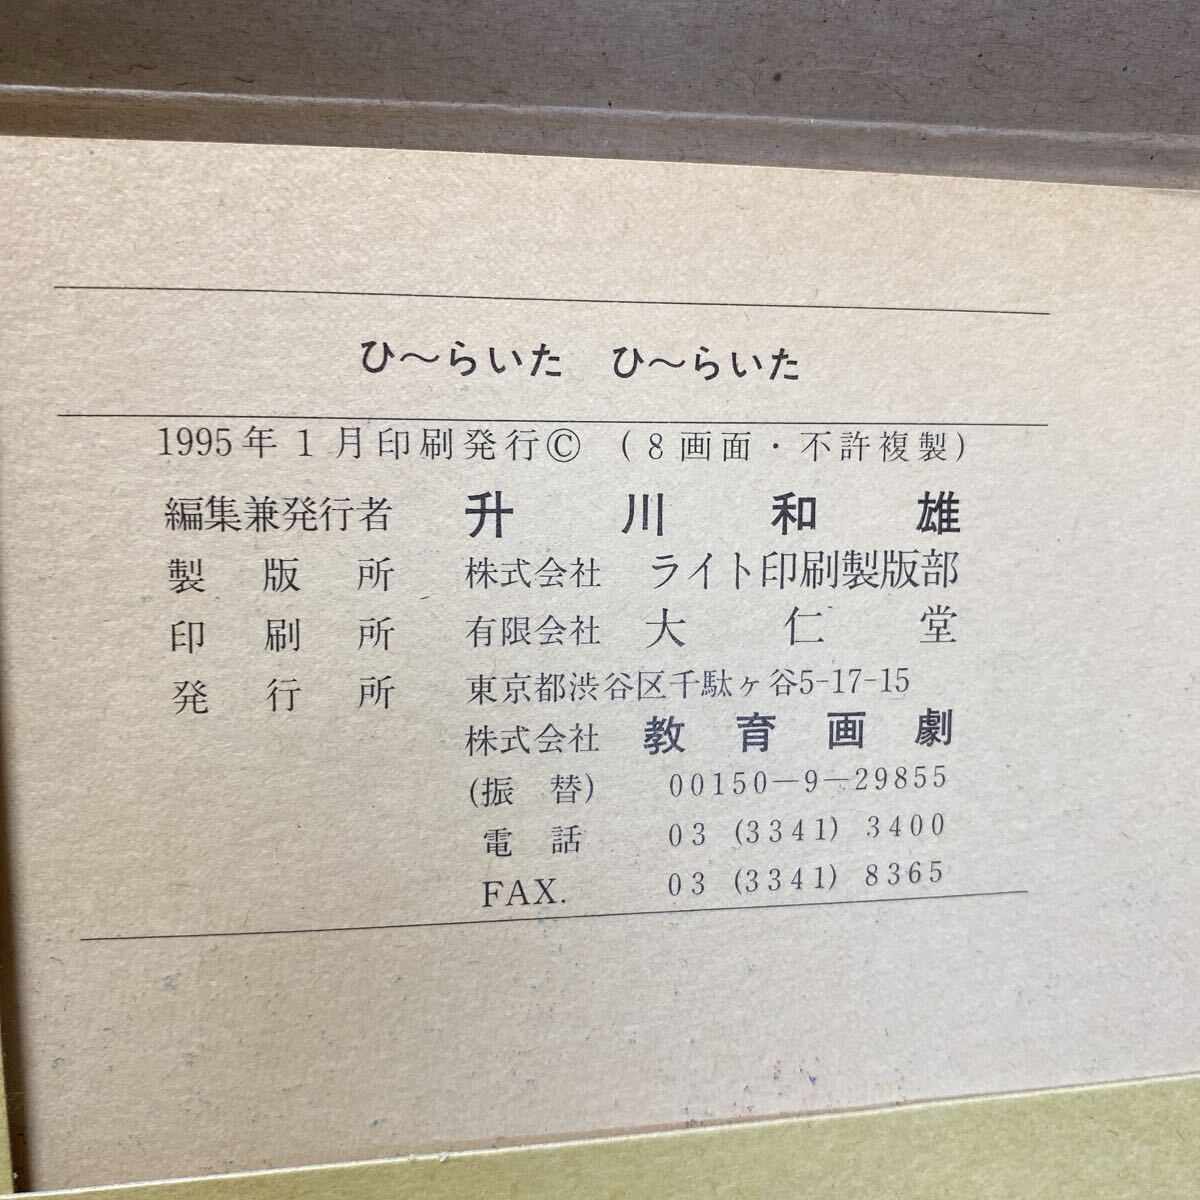 ひ〜らいた ひ〜らいた
1995年1月印刷発行© (8画面・不許複製)
編集兼発行者 升川和雄
製版所 株式会社 ライト印刷製版部
印刷所 有限会社 大仁堂
発行所 東京都渋谷区千駄ヶ谷5-17-15
株式会社 教育画劇
(振替) 00150-9-29855
電話 03 (3341) 3400
FAX. 03 (3341) 8365